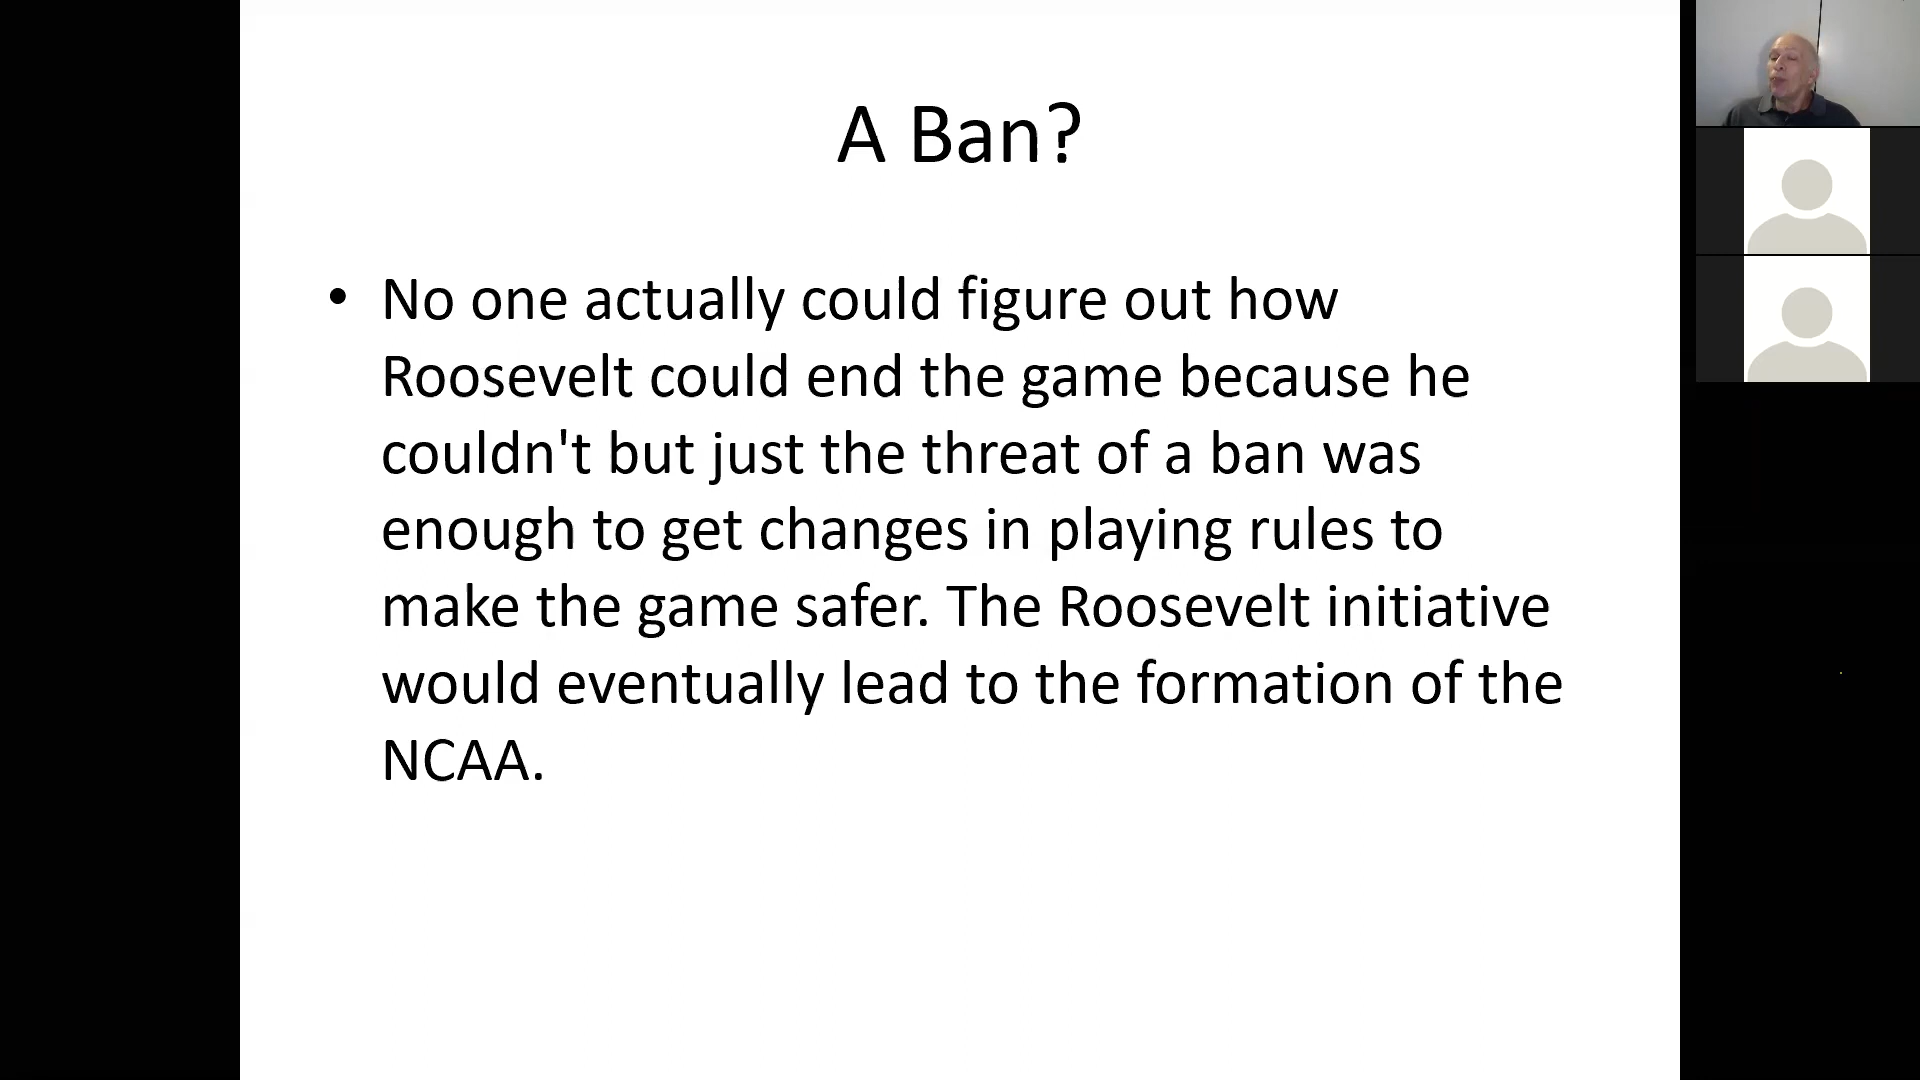 A Ban?
• No one actually could figure out how
Roosevelt could end the game because he
couldn't but just the threat of a ban was
enough to get changes in playing rules to
make the game safer. The Roosevelt initiative
would eventually lead to the formation of the
NCAA.